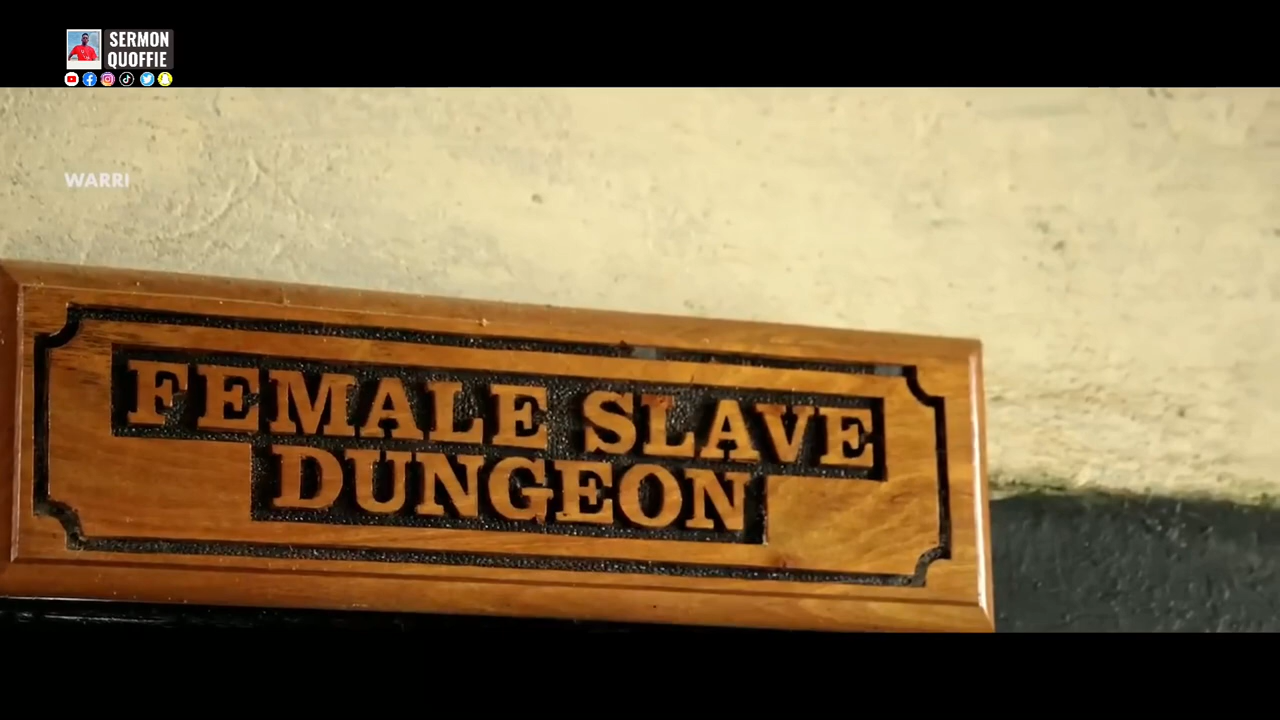 SERMON
QUOFFIE
WARRI
FEMALE SLAVE
DUNGEON